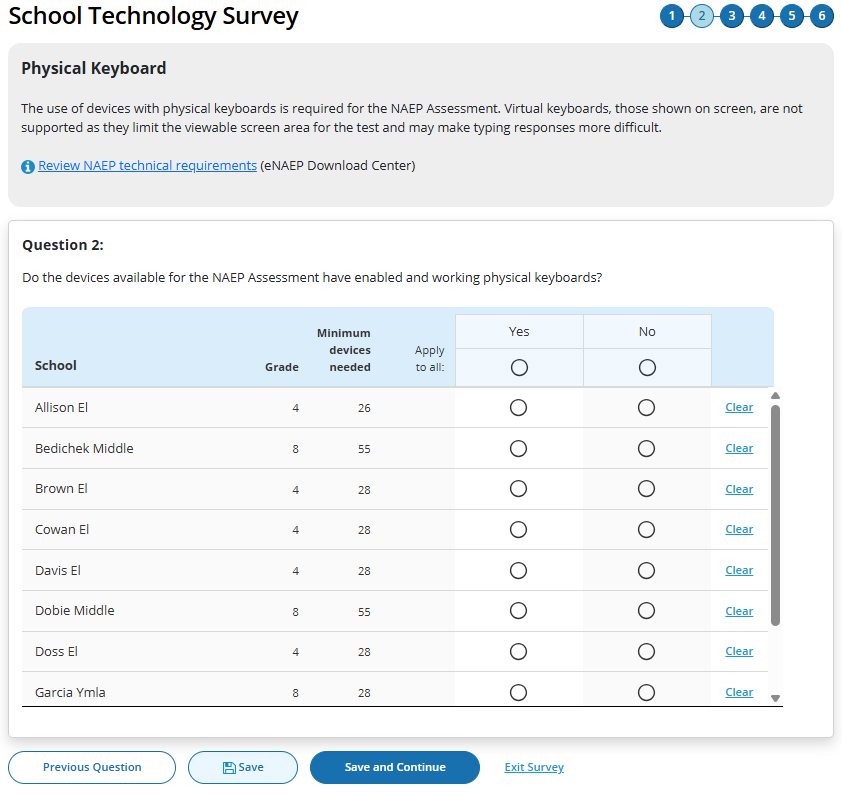 School Technology Survey
1 2 3 4 5 6
Physical Keyboard
The use of devices with physical keyboards is required for the NAEP Assessment. Virtual keyboards, those shown on screen, are not
supported as they limit the viewable screen area for the test and may make typing responses more difficult.
Review NAEP technical requirements (eNAEP Download Center)
Question 2:
Do the devices available for the NAEP Assessment have enabled and working physical keyboards?
School Grade Minimum devices needed Apply to all: Yes No
Allison El 4 26 Clear
Bedichek Middle 8 55 Clear
Brown El 4 28 Clear
Cowan El 4 28 Clear
Davis El 4 28 Clear
Dobie Middle 8 55 Clear
Doss El 4 28 Clear
Garcia Ymla 8 28 Clear
Previous Question Save Save and Continue Exit Survey